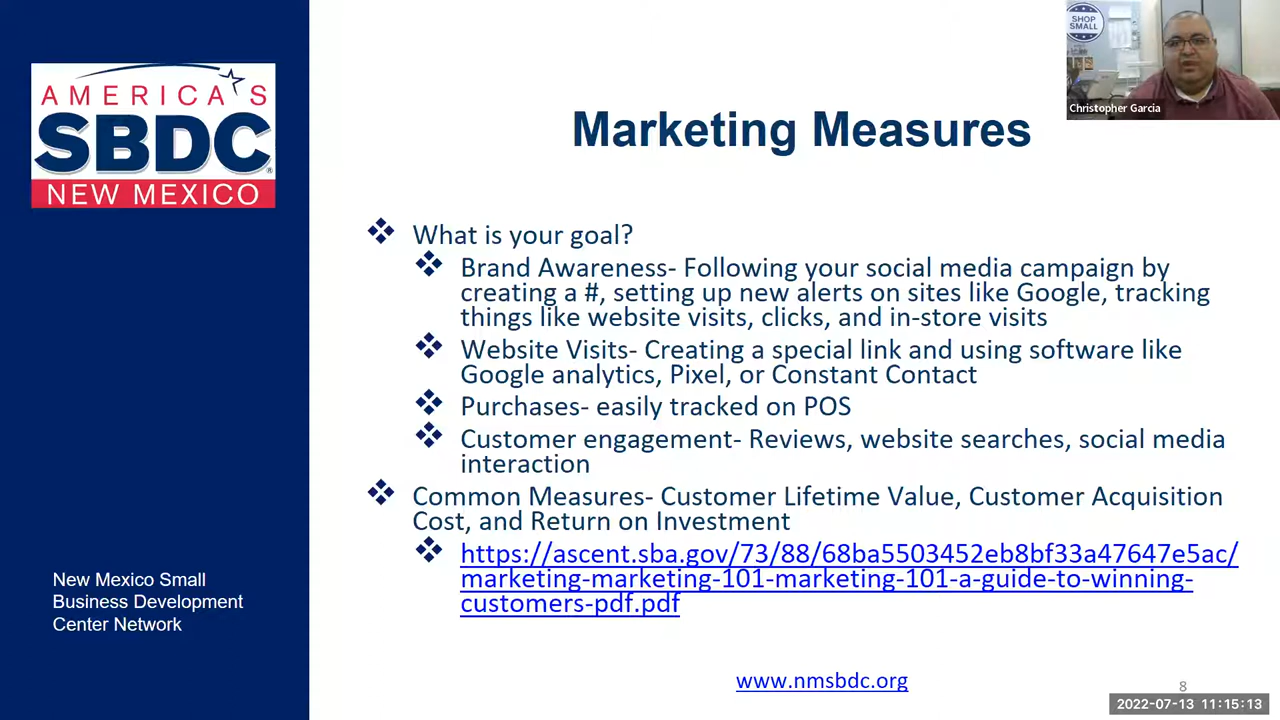 SHOP
SMALL
Christopher Garcia
AMERICA'S
SBDC®
NEW MEXICO
Marketing Measures
❖ What is your goal?
❖ Brand Awareness- Following your social media campaign by
creating a #, setting up new alerts on sites like Google, tracking
things like website visits, clicks, and in-store visits
❖ Website Visits- Creating a special link and using software like
Google analytics, Pixel, or Constant Contact
❖ Purchases- easily tracked on POS
❖ Customer engagement- Reviews, website searches, social media
interaction
❖ Common Measures- Customer Lifetime Value, Customer Acquisition
Cost, and Return on Investment
❖ https://ascent.sba.gov/73/88/68ba5503452eb8bf33a47647e5ac/
marketing-marketing-101-marketing-101-a-guide-to-winning-
customers-pdf.pdf
New Mexico Small
Business Development
Center Network
www.nmsbdc.org
8
2022-07-13 11:15:13